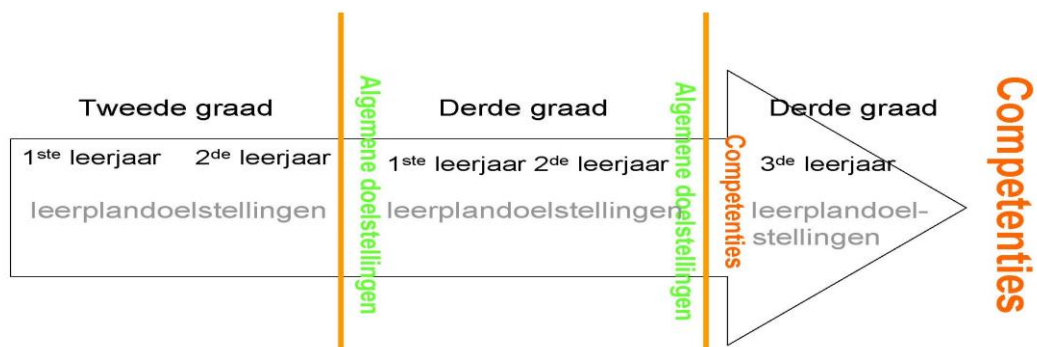 Tweede graad
1ste leerjaar 2de leerjaar
leerplandoelstellingen
Algemene doelstellingen
Derde graad
1ste leerjaar 2de leerjaar
leerplandoelstellingen
Algemene doelstellingen
Competenties
Derde graad
3de leerjaar
leerplandoel-
stellingen
Competenties